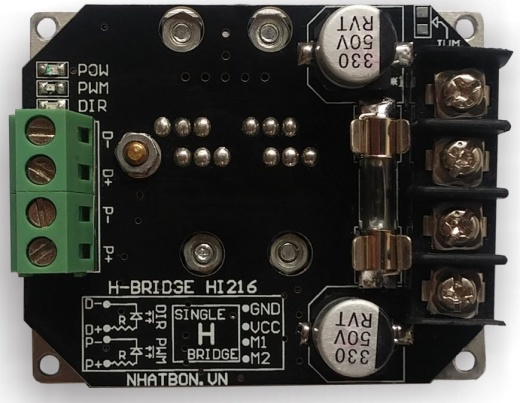 POW
PWM
DIR
D-
D+
P-
P+
330
50V
RVT
330
50V
RVT
H-BRIDGE HI216
D-
D+
P-
P+
DIR
PWM
R
SINGLE
H
BRIDGE
GND
VCC
M1
M2
NHATBON.VN